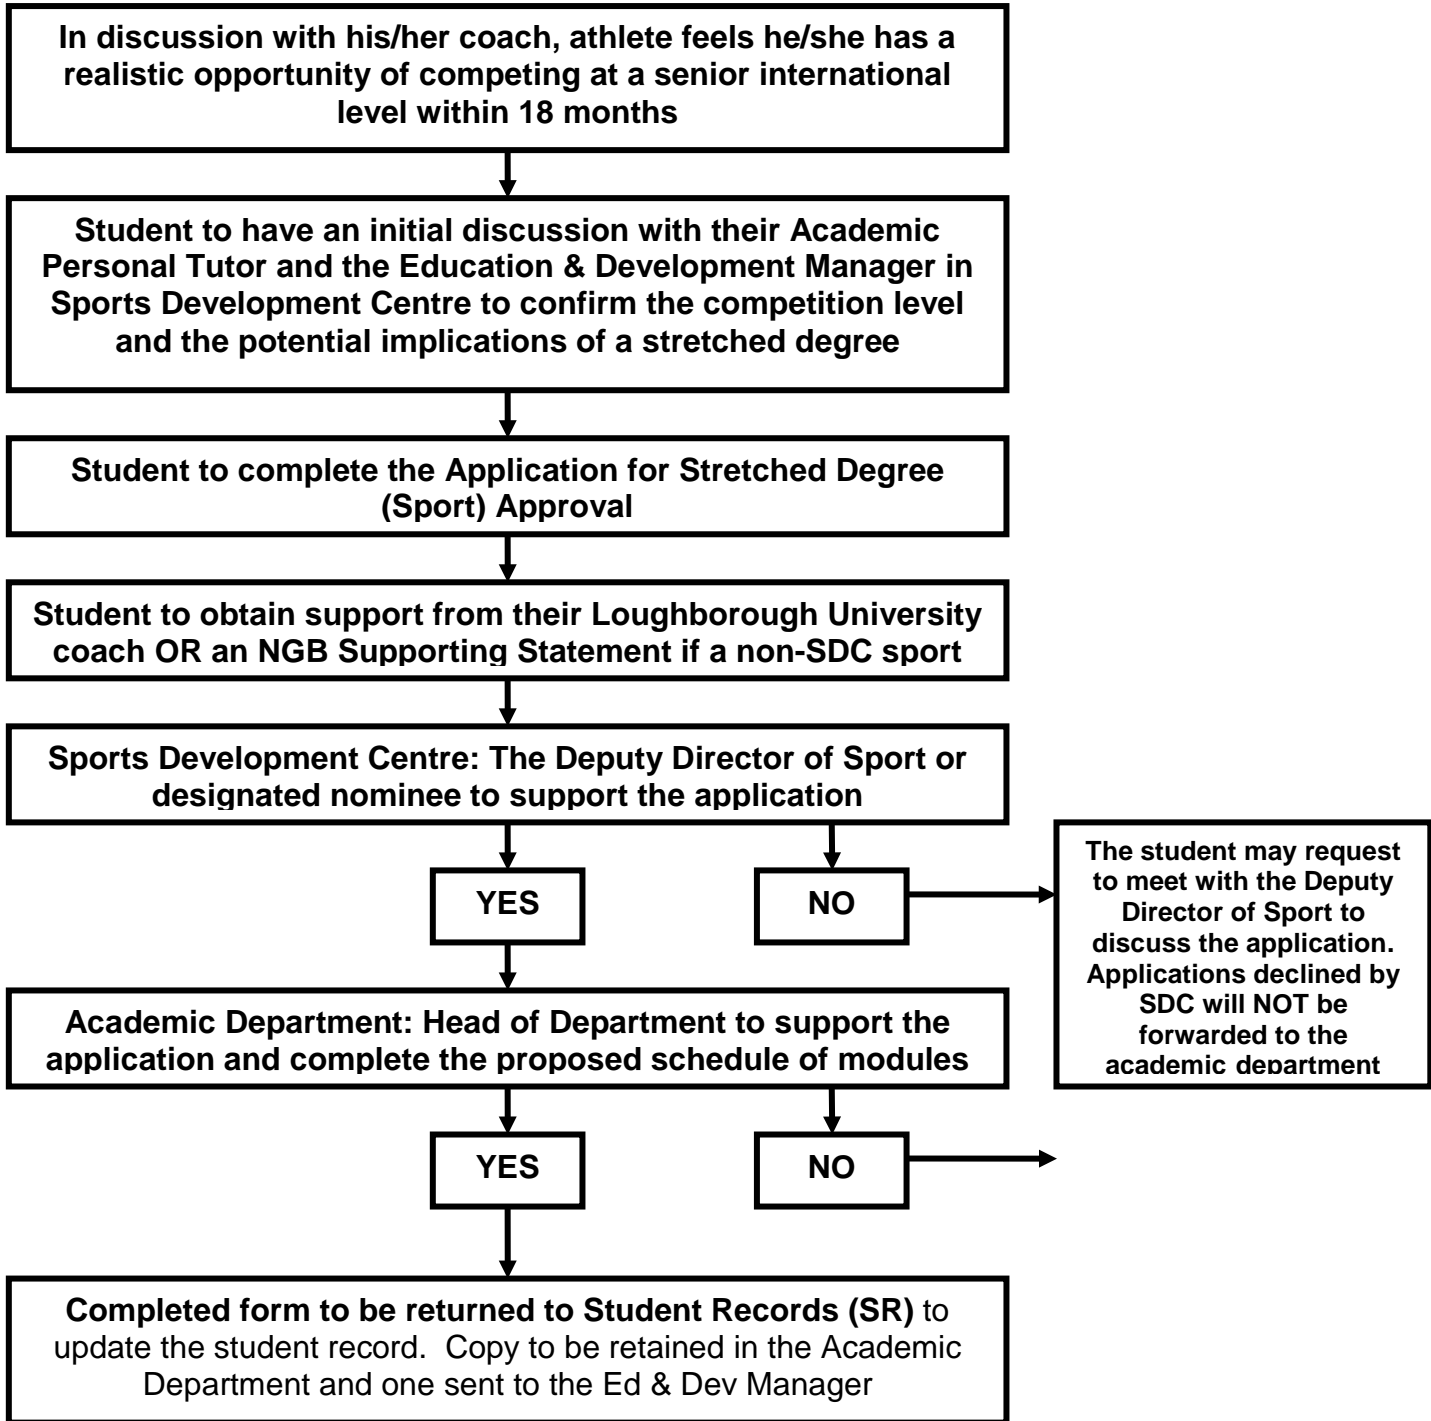 In discussion with his/her coach, athlete feels he/she has a
realistic opportunity of competing at a senior international
level within 18 months
Student to have an initial discussion with their Academic
Personal Tutor and the Education & Development Manager in
Sports Development Centre to confirm the competition level
and the potential implications of a stretched degree
Student to complete the Application for Stretched Degree
(Sport) Approval
Student to obtain support from their Loughborough University
coach OR an NGB Supporting Statement if a non-SDC sport
Sports Development Centre: The Deputy Director of Sport or
designated nominee to support the application
YES
NO
The student may request
to meet with the Deputy
Director of Sport to
discuss the application.
Applications declined by
SDC will NOT be
forwarded to the
academic department
Academic Department: Head of Department to support the
application and complete the proposed schedule of modules
YES
NO
Completed form to be returned to Student Records (SR) to
update the student record.  Copy to be retained in the Academic
Department and one sent to the Ed & Dev Manager